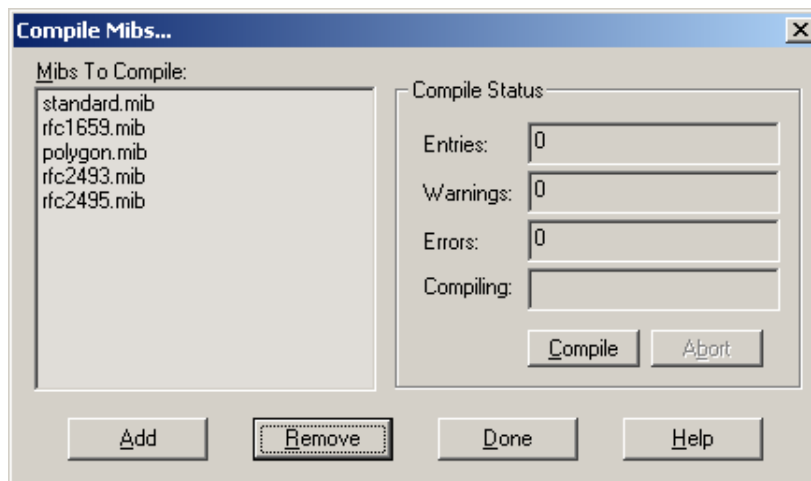 Compile Mibs...
Mibs To Compile:
standard.mib
rfc1659.mib
polygon.mib
rfc2493.mib
rfc2495.mib
Compile Status
Entries: 0
Warnings: 0
Errors: 0
Compiling:
Compile Abort
Add Remove Done Help